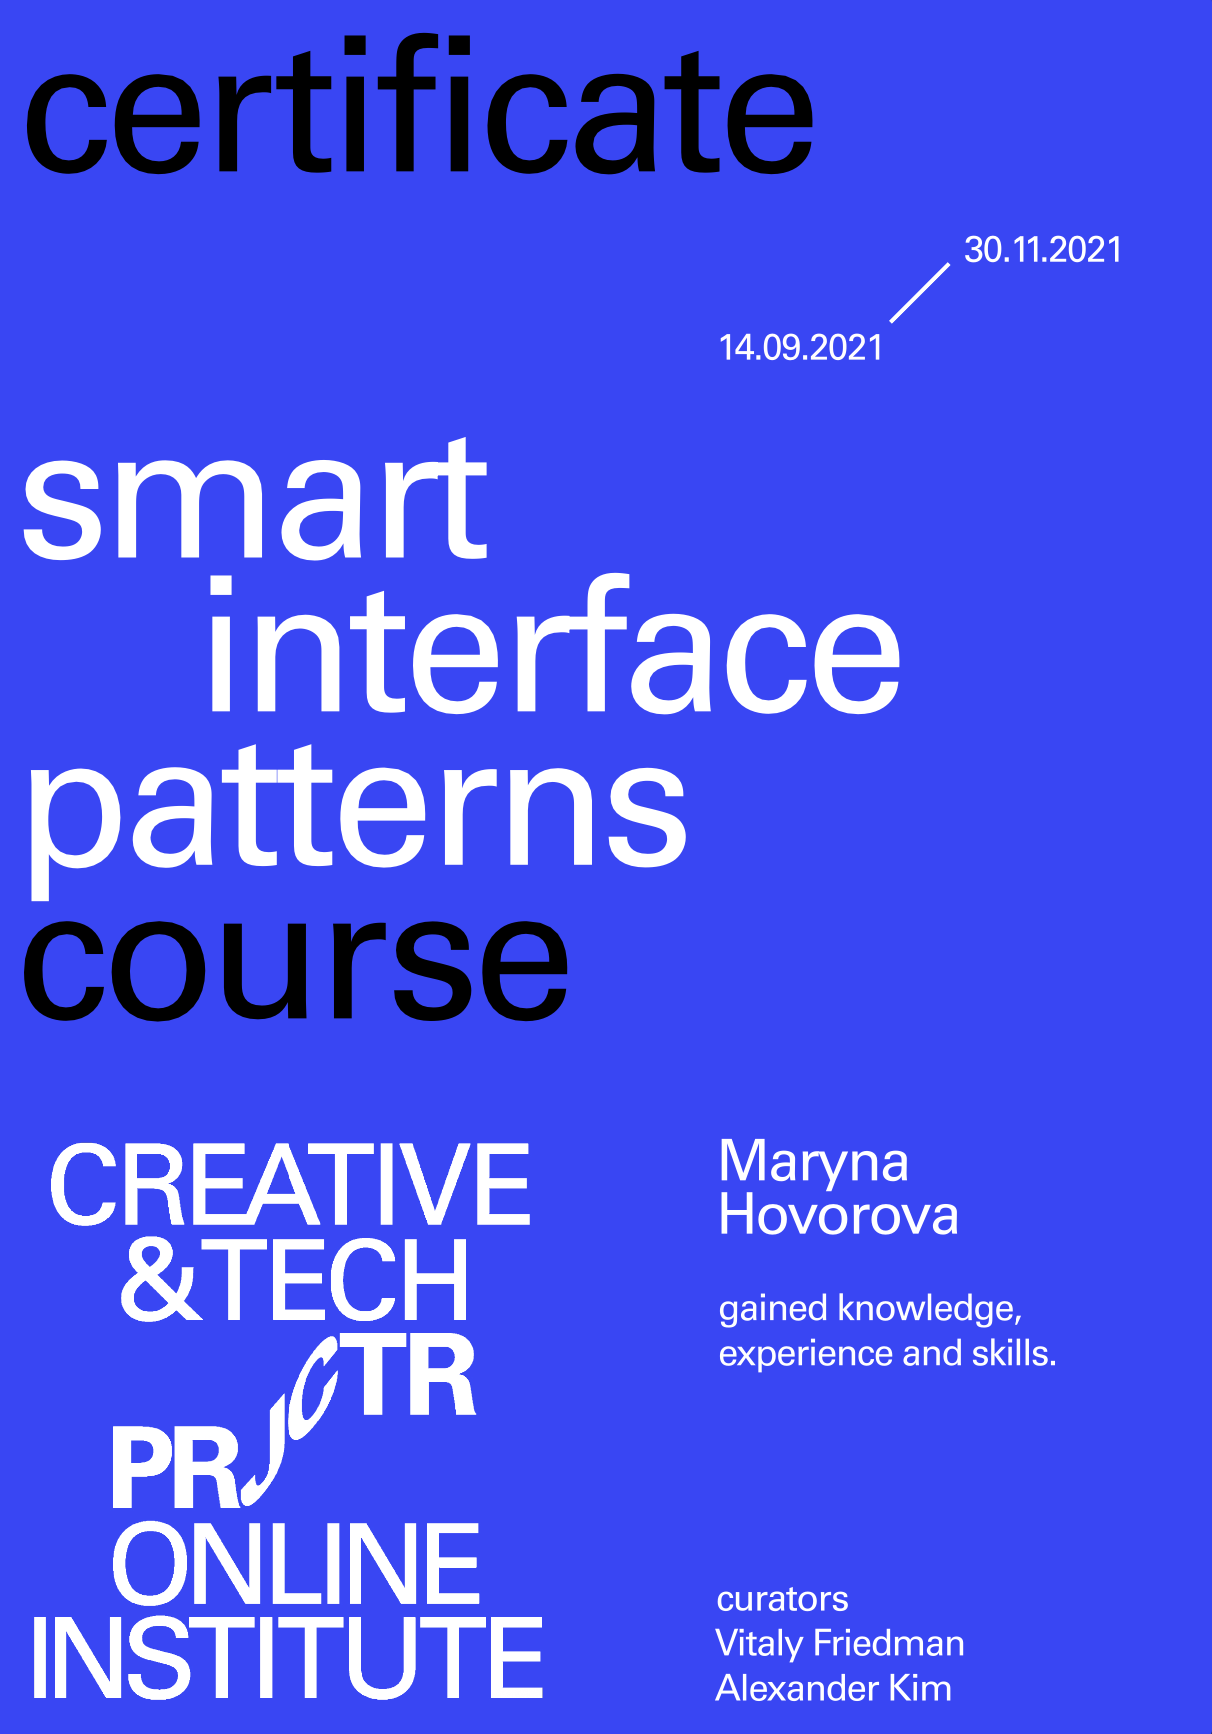 certificate
30.11.2021
14.09.2021
smart
interface
patterns
course
CREATIVE
&TECH
PRJCTR
ONLINE
INSTITUTE
Maryna
Hovorova
gained knowledge,
experience and skills.
curators
Vitaly Friedman
Alexander Kim